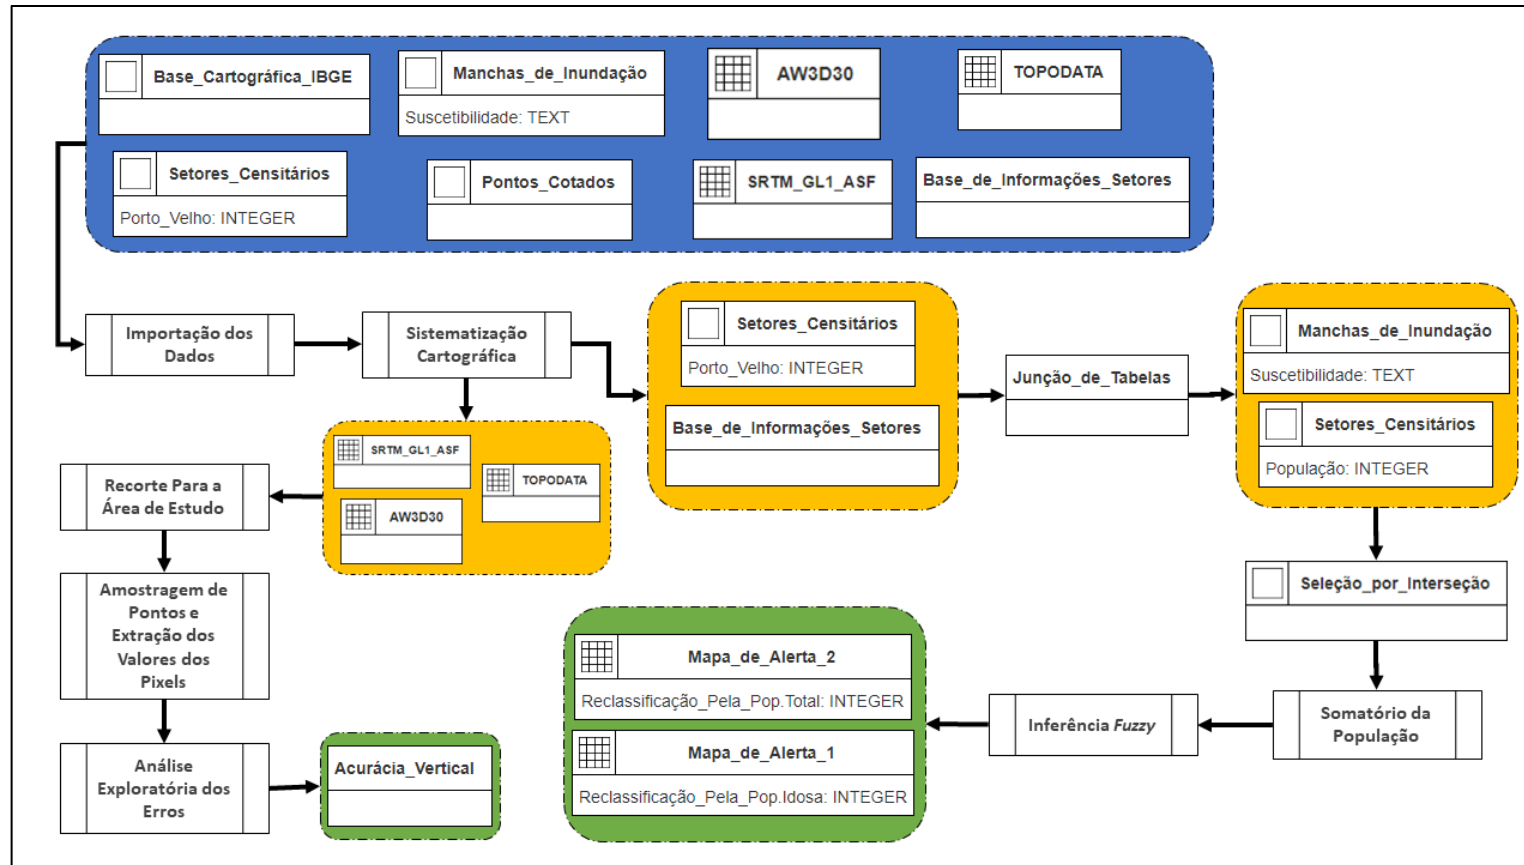 Base_Cartográfica_IBGE
Manchas_de_Inundação
Suscetibilidade: TEXT
AW3D30
TOPODATA
Setores_Censitários
Porto_Velho: INTEGER
Pontos_Cotados
SRTM_GL1_ASF
Base_de_Informações_Setores
Importação dos
Dados
Sistematização
Cartográfica
Setores_Censitários
Porto_Velho: INTEGER
Base_de_Informações_Setores
Junção_de_Tabelas
Manchas_de_Inundação
Suscetibilidade: TEXT
Setores_Censitários
População: INTEGER
SRTM_GL1_ASF
TOPODATA
AW3D30
Recorte Para a
Área de Estudo
Amostragem de
Pontos e
Extração dos
Valores dos
Pixels
Análise
Exploratória dos
Erros
Acurácia_Vertical
Seleção_por_Interseção
Somatório da
População
Inferência Fuzzy
Mapa_de_Alerta_2
Reclassificação_Pela_Pop.Total: INTEGER
Mapa_de_Alerta_1
Reclassificação_Pela_Pop.Idosa: INTEGER